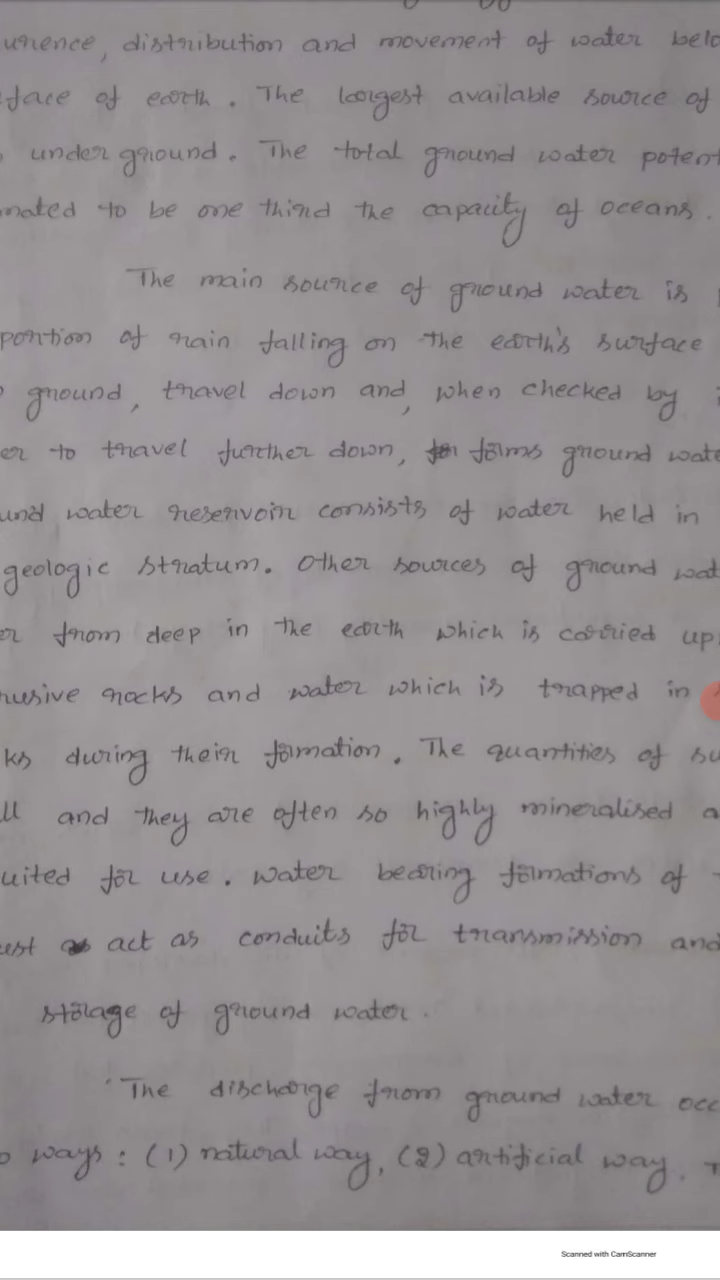 urence, distribution and movement of water belo
face of earth. The largest available source of
under ground. The total ground water potent
mated to be one third the capacity of oceans.
The main source of ground water is
portion of rain falling on the earth's surface
ground, travel down and, when checked by
er to travel further down, forms ground wate
und water reservoir consists of water held in
geologic stratum. Other sources of ground wat
er from deep in the earth which is carried up
rusive rocks and water which is trapped in s
ks during their formation. The quantities of su
ll and they are often so highly mineralised a
uited for use. Water bearing formations of
ust act as conduits for transmission and
storage of ground water.
The discharge from ground water occ
o ways : (1) natural way, (2) artificial way. T
Scanned with CamScanner